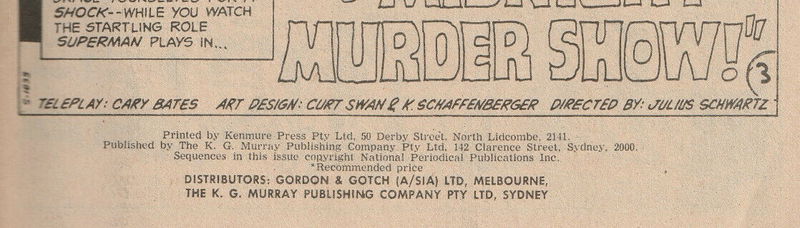 SHOCK--WHILE YOU WATCH
THE STARTLING ROLE
SUPERMAN PLAYS IN...
MURDER SHOW!"
3
TELEPLAY: CARY BATES ART DESIGN: CURT SWAN & K. SCHAFFENBERGER DIRECTED BY: JULIUS SCHWARTZ
Printed by Kenmure Press Pty Ltd, 50 Derby Street, North Lidcombe, 2141.
Published by The K. G. Murray Publishing Company Pty Ltd, 142 Clarence Street, Sydney, 2000.
Sequences in this issue copyright National Periodical Publications Inc.
*Recommended price
DISTRIBUTORS: GORDON & GOTCH (A/SIA) LTD, MELBOURNE,
THE K. G. MURRAY PUBLISHING COMPANY PTY LTD, SYDNEY